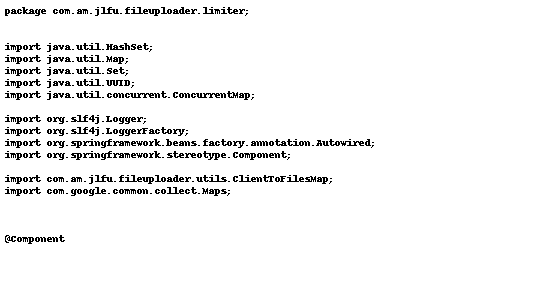 package com.am.jlfu.fileuploader.limiter;
import java.util.HashSet;
import java.util.Map;
import java.util.Set;
import java.util.UUID;
import java.util.concurrent.ConcurrentMap;
import org.slf4j.Logger;
import org.slf4j.LoggerFactory;
import org.springframework.beans.factory.annotation.Autowired;
import org.springframework.stereotype.Component;
import com.am.jlfu.fileuploader.utils.ClientToFilesMap;
import com.google.common.collect.Maps;
@Component